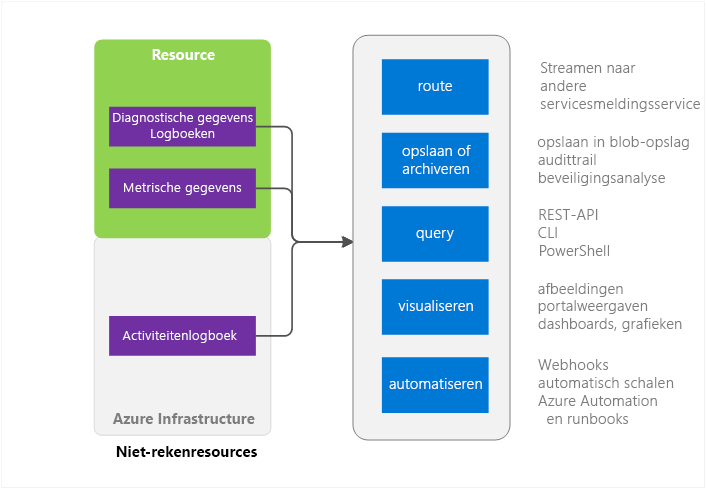 Resource
Diagnostische gegevens
Logboeken
Metrische gegevens
Activiteitenlogboek
Azure Infrastructure
Niet-rekenresources
route
Streamen naar
andere
servicesmeldingsservice
opslaan of
archiveren
opslaan in blob-opslag
audittrail
beveiligingsanalyse
query
REST-API
CLI
PowerShell
visualiseren
afbeeldingen
portalweergaven
dashboards, grafieken
automatiseren
Webhooks
automatisch schalen
Azure Automation
en runbooks